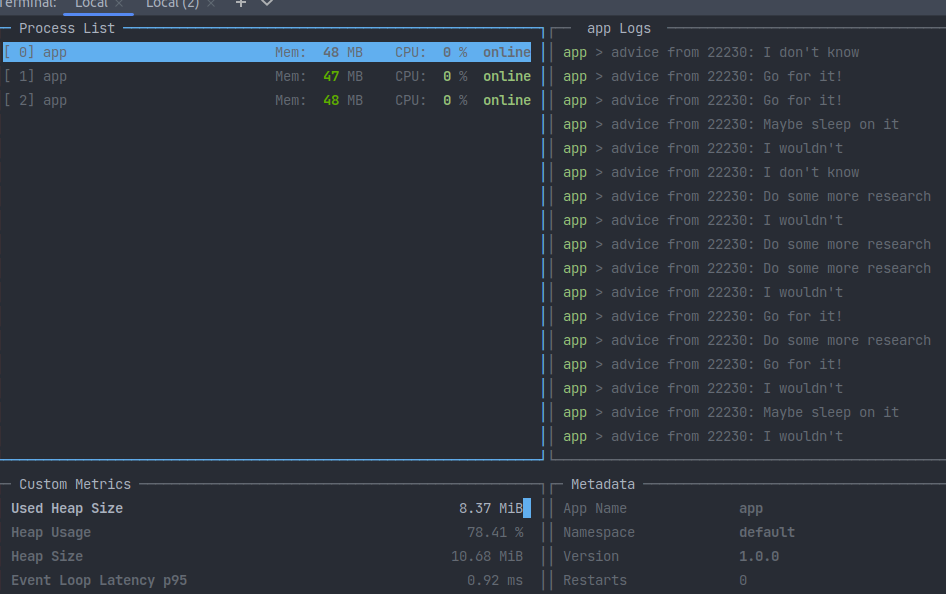 Terminal: Local × Local (2) × +
Process List
[ 0] app Mem: 48 MB CPU: 0 % online
[ 1] app Mem: 47 MB CPU: 0 % online
[ 2] app Mem: 48 MB CPU: 0 % online
app Logs
app > advice from 22230: I don't know
app > advice from 22230: Go for it!
app > advice from 22230: Go for it!
app > advice from 22230: Maybe sleep on it
app > advice from 22230: I wouldn't
app > advice from 22230: I don't know
app > advice from 22230: Do some more research
app > advice from 22230: I wouldn't
app > advice from 22230: Do some more research
app > advice from 22230: Do some more research
app > advice from 22230: I wouldn't
app > advice from 22230: Go for it!
app > advice from 22230: Do some more research
app > advice from 22230: Go for it!
app > advice from 22230: I wouldn't
app > advice from 22230: Maybe sleep on it
app > advice from 22230: I wouldn't
Custom Metrics
Used Heap Size 8.37 MiB
Heap Usage 78.41 %
Heap Size 10.68 MiB
Event Loop Latency p95 0.92 ms
Metadata
App Name app
Namespace default
Version 1.0.0
Restarts 0